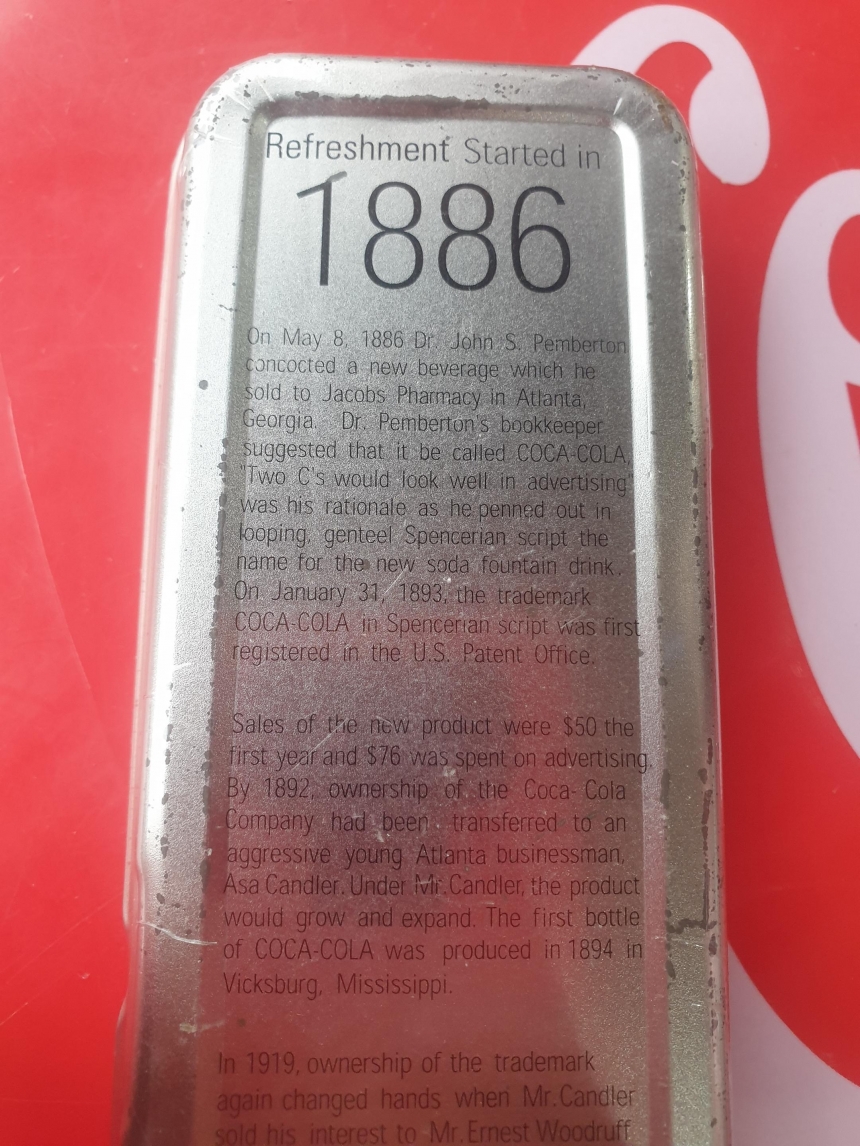 Refreshment Started in
1886
On May 8, 1886 Dr. John S. Pemberton
concocted a new beverage which he
sold to Jacobs Pharmacy in Atlanta,
Georgia. Dr. Pemberton's bookkeeper
suggested that it be called COCA-COLA.
"Two C's would look well in advertising"
was his rationale as he penned out in
looping, genteel Spencerian script the
name for the new soda fountain drink.
On January 31, 1893, the trademark
COCA-COLA in Spencerian script was first
registered in the U.S. Patent Office.
Sales of the new product were $50 the
first year and $76 was spent on advertising.
By 1892, ownership of the Coca- Cola
Company had been transferred to an
aggressive young Atlanta businessman,
Asa Candler. Under Mr. Candler, the product
would grow and expand. The first bottle
of COCA-COLA was produced in 1894 in
Vicksburg, Mississippi.
In 1919, ownership of the trademark
again changed hands when Mr. Candler
sold his interest to Mr. Ernest Woodruff